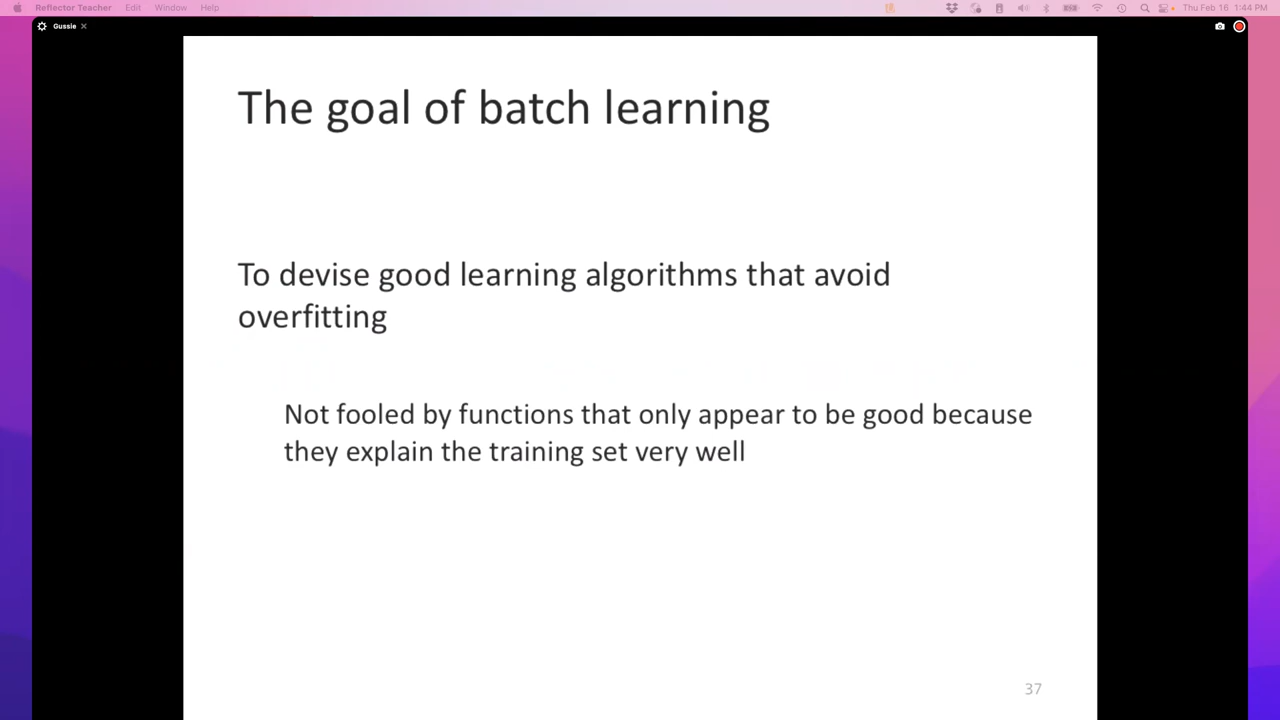 Reflector Teacher Edit Window Help Thu Feb 16 1:44 PM
Gussie
The goal of batch learning
To devise good learning algorithms that avoid
overfitting
Not fooled by functions that only appear to be good because
they explain the training set very well
37